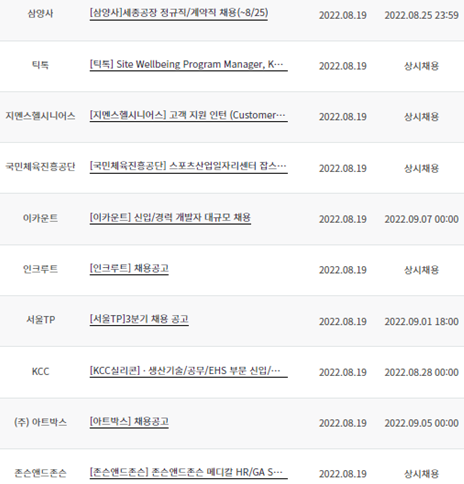 삼양사 [삼양사]세종공장 정규직/계약직 채용(~8/25) 2022.08.19 2022.08.25 23:59
틱톡 [틱톡] Site Wellbeing Program Manager, K… 2022.08.19 상시채용
지멘스헬시니어스 [지멘스헬시니어스] 고객 지원 인턴 (Customer… 2022.08.19 상시채용
국민체육진흥공단 [국민체육진흥공단] 스포츠산업일자리센터 잡스… 2022.08.19 상시채용
이카운트 [이카운트] 신입/경력 개발자 대규모 채용 2022.08.19 2022.09.07 00:00
인크루트 [인크루트] 채용공고 2022.08.19 상시채용
서울TP [서울TP]3분기 채용 공고 2022.08.19 2022.09.01 18:00
KCC [KCC실리콘] · 생산기술/공무/EHS 부문 신입/… 2022.08.19 2022.08.28 00:00
(주) 아트박스 [아트박스] 채용공고 2022.08.19 2022.09.05 00:00
존슨앤드존슨 [존슨앤드존슨] 존슨앤드존슨 메디칼 HR/GA S… 2022.08.19 상시채용